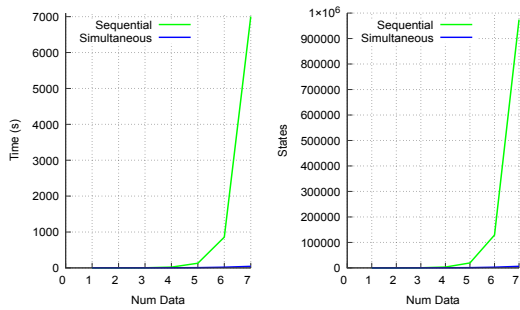 Sequential
Simultaneous
7000
6000
5000
4000
3000
2000
1000
0
Time (s)
0 1 2 3 4 5 6 7
Num Data
Sequential
Simultaneous
1×10⁶
900000
800000
700000
600000
500000
400000
300000
200000
100000
0
States
0 1 2 3 4 5 6 7
Num Data